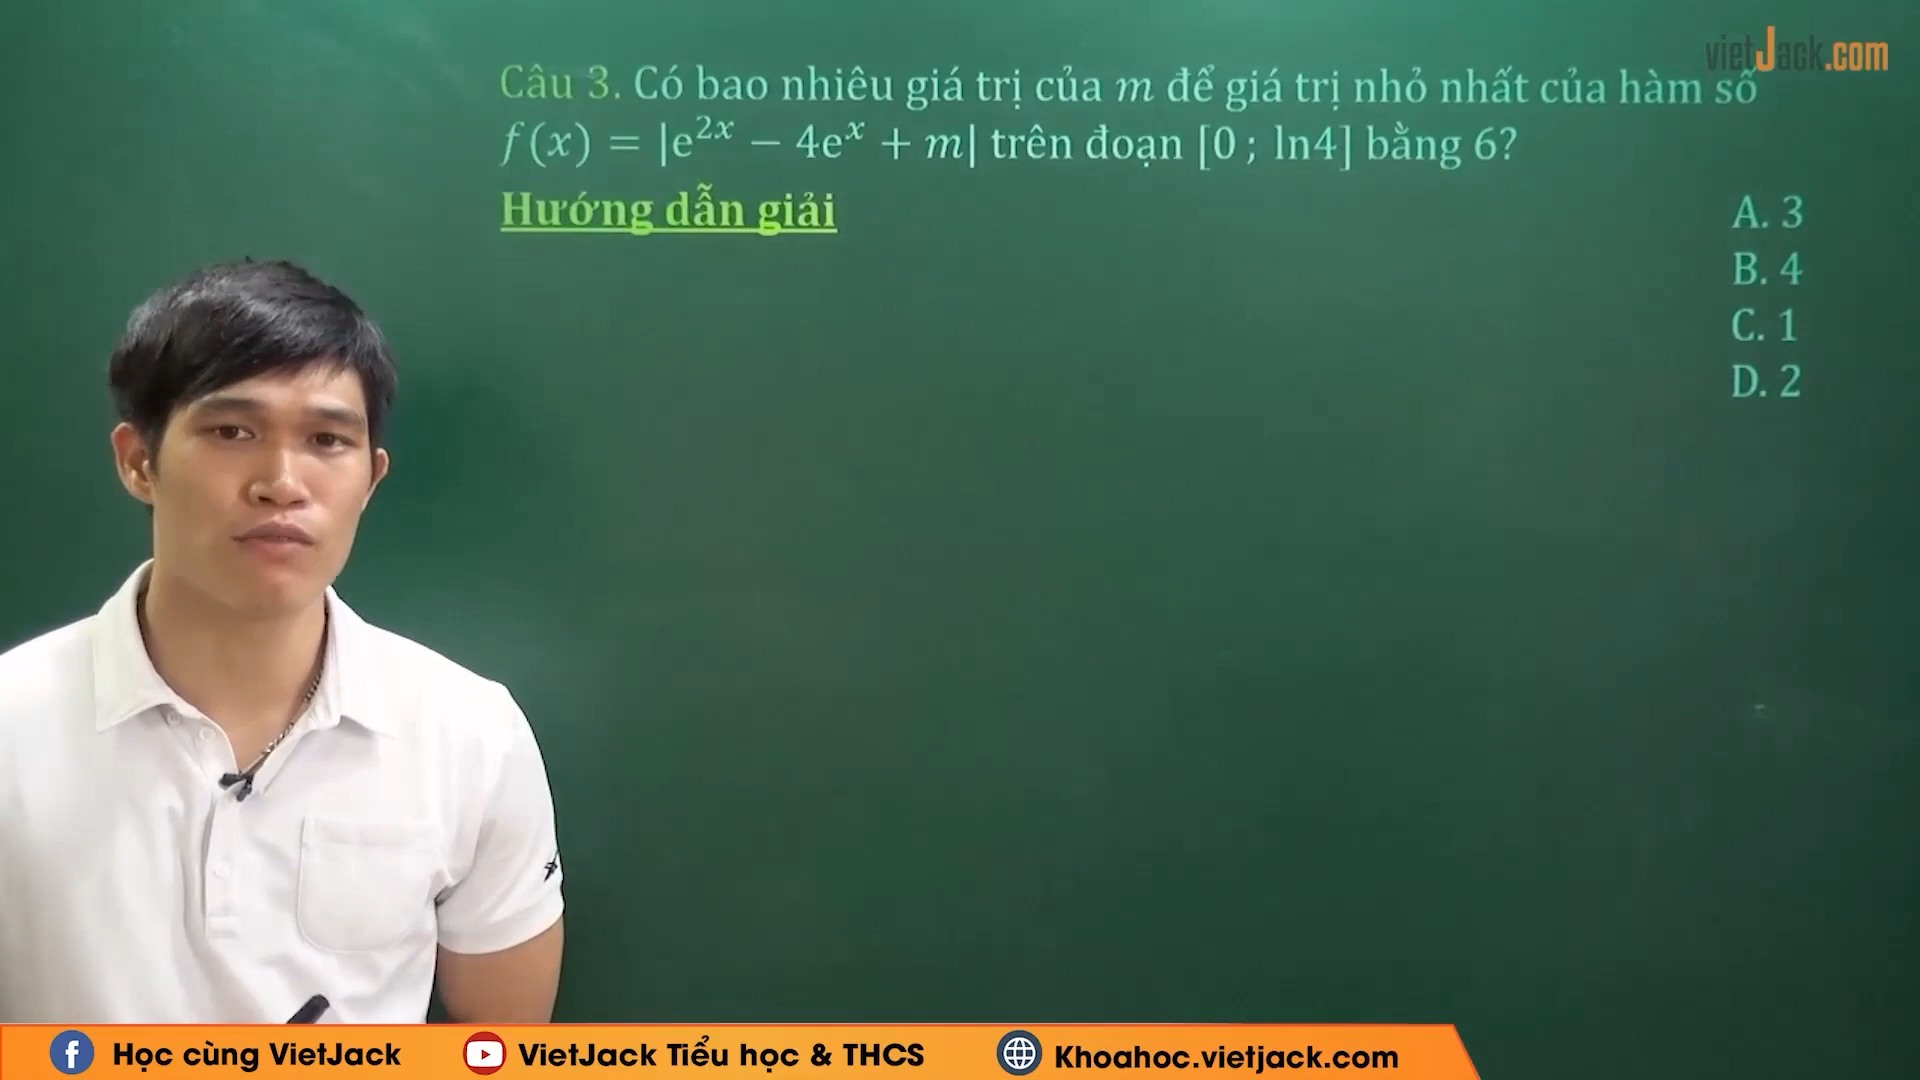 vietJack.com
Câu 3. Có bao nhiêu giá trị của m để giá trị nhỏ nhất của hàm số
f(x) = |e²ˣ − 4eˣ + m| trên đoạn [0 ; ln4] bằng 6?
Hướng dẫn giải
A. 3
B. 4
C. 1
D. 2
Học cùng VietJack
VietJack Tiểu học & THCS
Khoahoc.vietjack.com